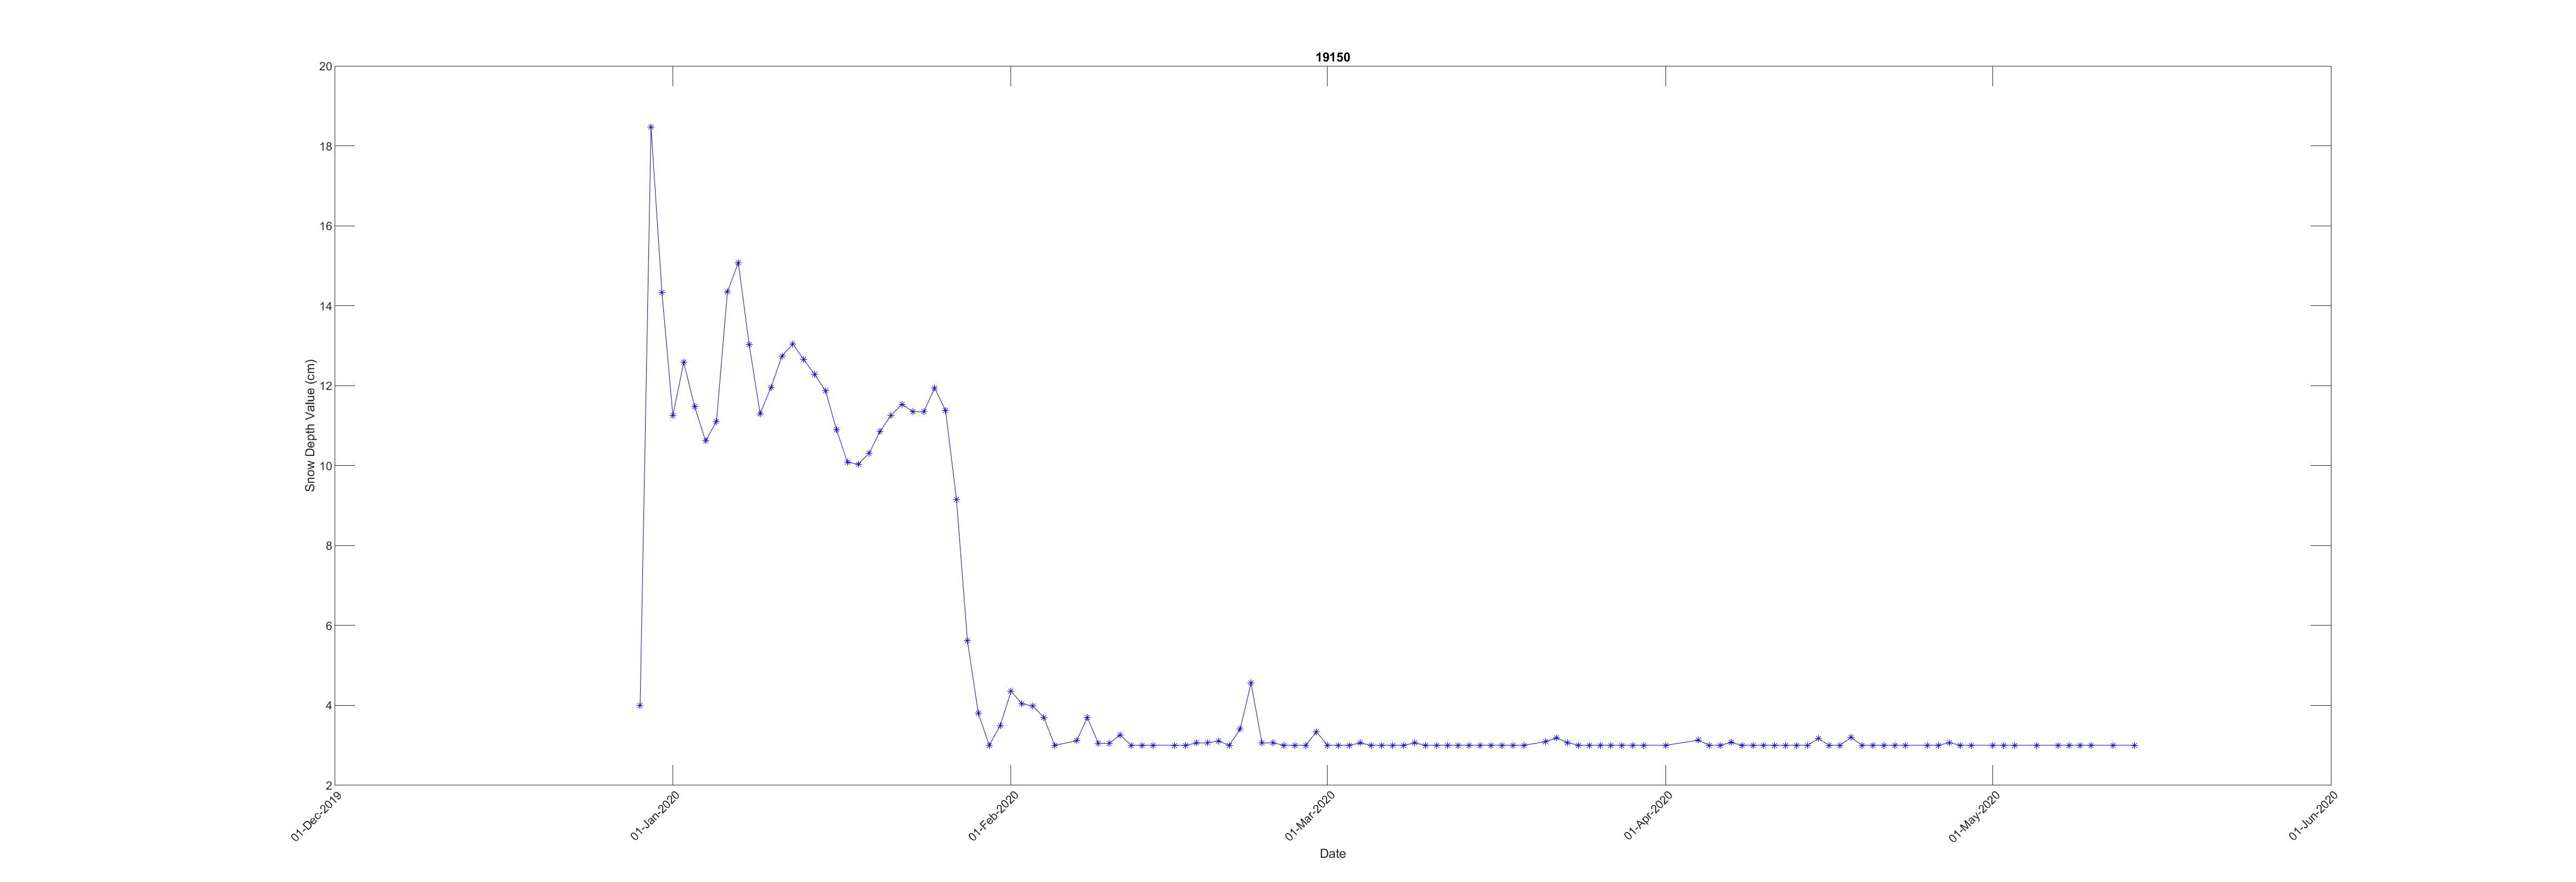 19150
20
18
16
14
12
10
8
6
4
2
Snow Depth Value (cm)
01-Dec-2019
01-Jan-2020
01-Feb-2020
01-Mar-2020
01-Apr-2020
01-May-2020
01-Jun-2020
Date